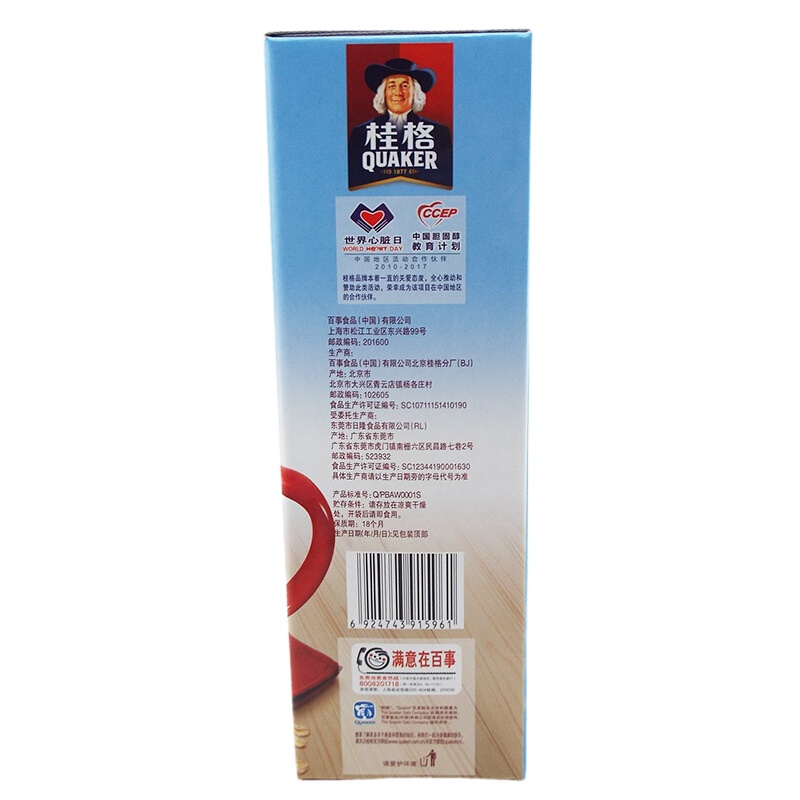 桂格
QUAKER
1877
世界心脏日
WORLD HEART DAY
CCEP
中国胆固醇
教育计划
中国地区活动合作伙伴
2010-2017
桂格品牌本着一直的关爱态度，全心推动和
赞助此类活动，荣幸成为该项目在中国地区
的合作伙伴。
百事食品(中国)有限公司
上海市松江工业区东兴路99号
邮政编码：201600
生产商：
百事食品(中国)有限公司北京桂格分厂(BJ)
产地：北京市
北京市大兴区青云店镇杨各庄村
邮政编码：102605
食品生产许可证编号：SC10711151410190
受委托生产商：
东莞市日隆食品有限公司(RL)
产地：广东省东莞市
广东省东莞市虎门镇南栅六区民昌路七巷2号
邮政编码：523932
食品生产许可证编号：SC12344190001630
具体生产商请以生产日期旁的字母代号为准
产品标准号：Q/PBAW0001S
贮存条件：请存放在凉爽干燥
处，开袋后请即食用。
保质期：18个月
生产日期(年/月/日):见包装顶部
6 924743 915961
满意在百事
免费消费者热线
8008201718
QUAKER
请爱护环境